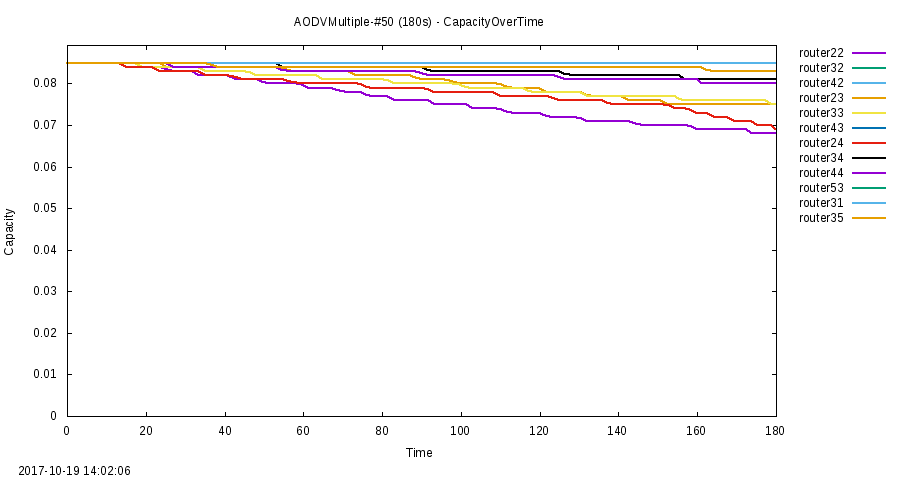 AODVMultiple-#50 (180s) - CapacityOverTime
router22
router32
router42
router23
router33
router43
router24
router34
router44
router53
router31
router35
0.08
0.07
0.06
0.05
0.04
0.03
0.02
0.01
0
Capacity
0 20 40 60 80 100 120 140 160 180
Time
2017-10-19 14:02:06